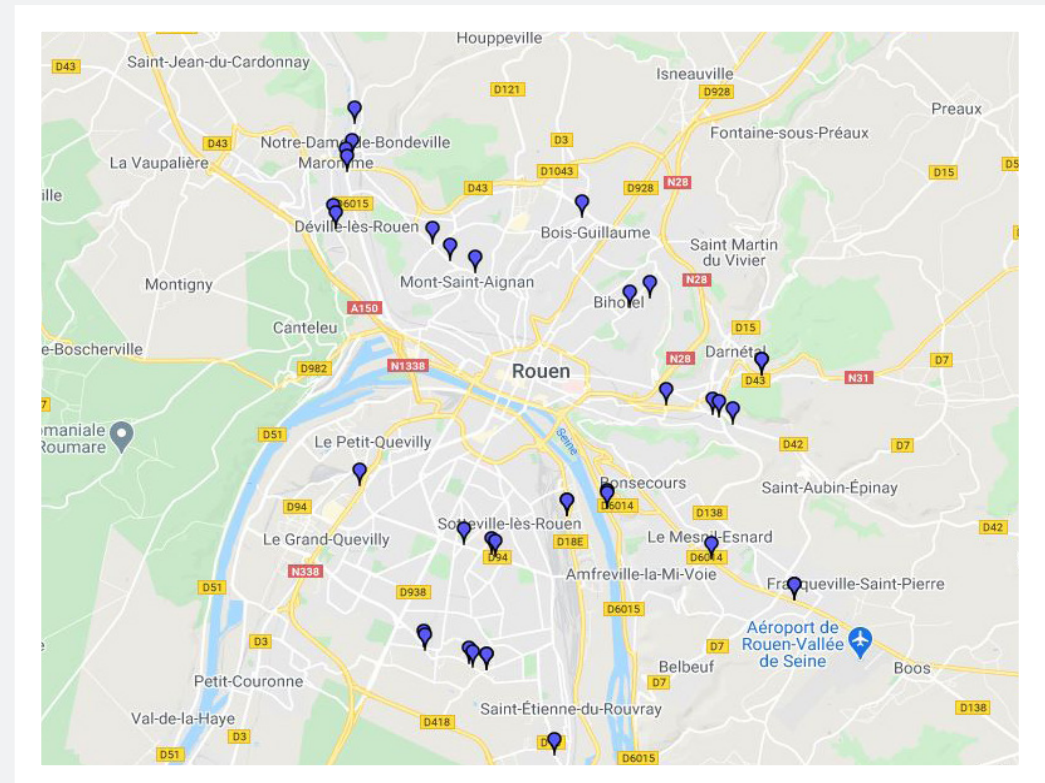 Houppeville
Saint-Jean-du-Cardonnay
D43
Isneauville
D121
D928
Preaux
Fontaine-sous-Préaux
D43
Notre-Dame-de-Bondeville
D3
La Vaupalière
Maromme
D1043
D15
D5
ille
D43
D928
N28
D6015
Déville-lès-Rouen
Bois-Guillaume
Saint Martin
du Vivier
Montigny
Mont-Saint-Aignan
N28
Bihorel
A150
Canteleu
D15
e-Boscherville
N1338
D982
Rouen
N28
Darnétal
D7
D43
N31
7
omaniale
Roumare
D51
Le Petit-Quevilly
Seine
D42
D7
Bonsecours
Saint-Aubin-Épinay
D94
D6014
D138
Sotteville-lès-Rouen
D42
Le Grand-Quevilly
D18E
Le Mesnil-Esnard
D94
D6014
N338
Amfreville-la-Mi-Voie
D51
D938
Franqueville-Saint-Pierre
D6015
Aéroport de
Rouen-Vallée
de Seine
D3
D7
Belbeuf
Boos
Petit-Couronne
D7
Saint-Étienne-du-Rouvray
D138
Val-de-la-Haye
D418
D3
D51
D6015